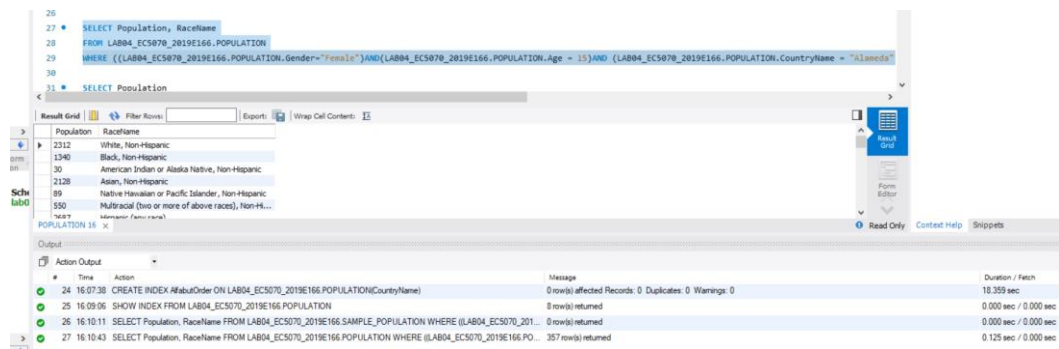 26
27 SELECT Population, RaceName
28 FROM LAB04_EC5070_2019E166.POPULATION
29 WHERE ((LAB04_EC5070_2019E166.POPULATION.Gender="Female")AND(LAB04_EC5070_2019E166.POPULATION.Age = 15)AND (LAB04_EC5070_2019E166.POPULATION.CountryName = "Alameda"
30
31 SELECT Population
Result Grid Filter Rows: Export: Wrap Cell Content:
Population RaceName
2312 White, Non-Hispanic
1340 Black, Non-Hispanic
30 American Indian or Alaska Native, Non-Hispanic
2128 Asian, Non-Hispanic
89 Native Hawaiian or Pacific Islander, Non-Hispanic
550 Multiracial (two or more of above races), Non-Hi...
2687 Hispanic (any race)
Result Grid
Form Editor
orm
on
Sche
lab0
POPULATION 16 Read Only Context Help Snippets
Output
Action Output
# Time Action Message Duration / Fetch
24 16:07:38 CREATE INDEX AlfabutOrder ON LAB04_EC5070_2019E166.POPULATION(CountryName) 0 row(s) affected Records: 0 Duplicates: 0 Warnings: 0 18.359 sec
25 16:09:06 SHOW INDEX FROM LAB04_EC5070_2019E166.POPULATION 8 row(s) returned 0.000 sec / 0.000 sec
26 16:10:11 SELECT Population, RaceName FROM LAB04_EC5070_2019E166.SAMPLE_POPULATION WHERE ((LAB04_EC5070_201... 0 row(s) returned 0.000 sec / 0.000 sec
27 16:10:43 SELECT Population, RaceName FROM LAB04_EC5070_2019E166.POPULATION WHERE ((LAB04_EC5070_2019E166.PO... 357 row(s) returned 0.125 sec / 0.000 sec